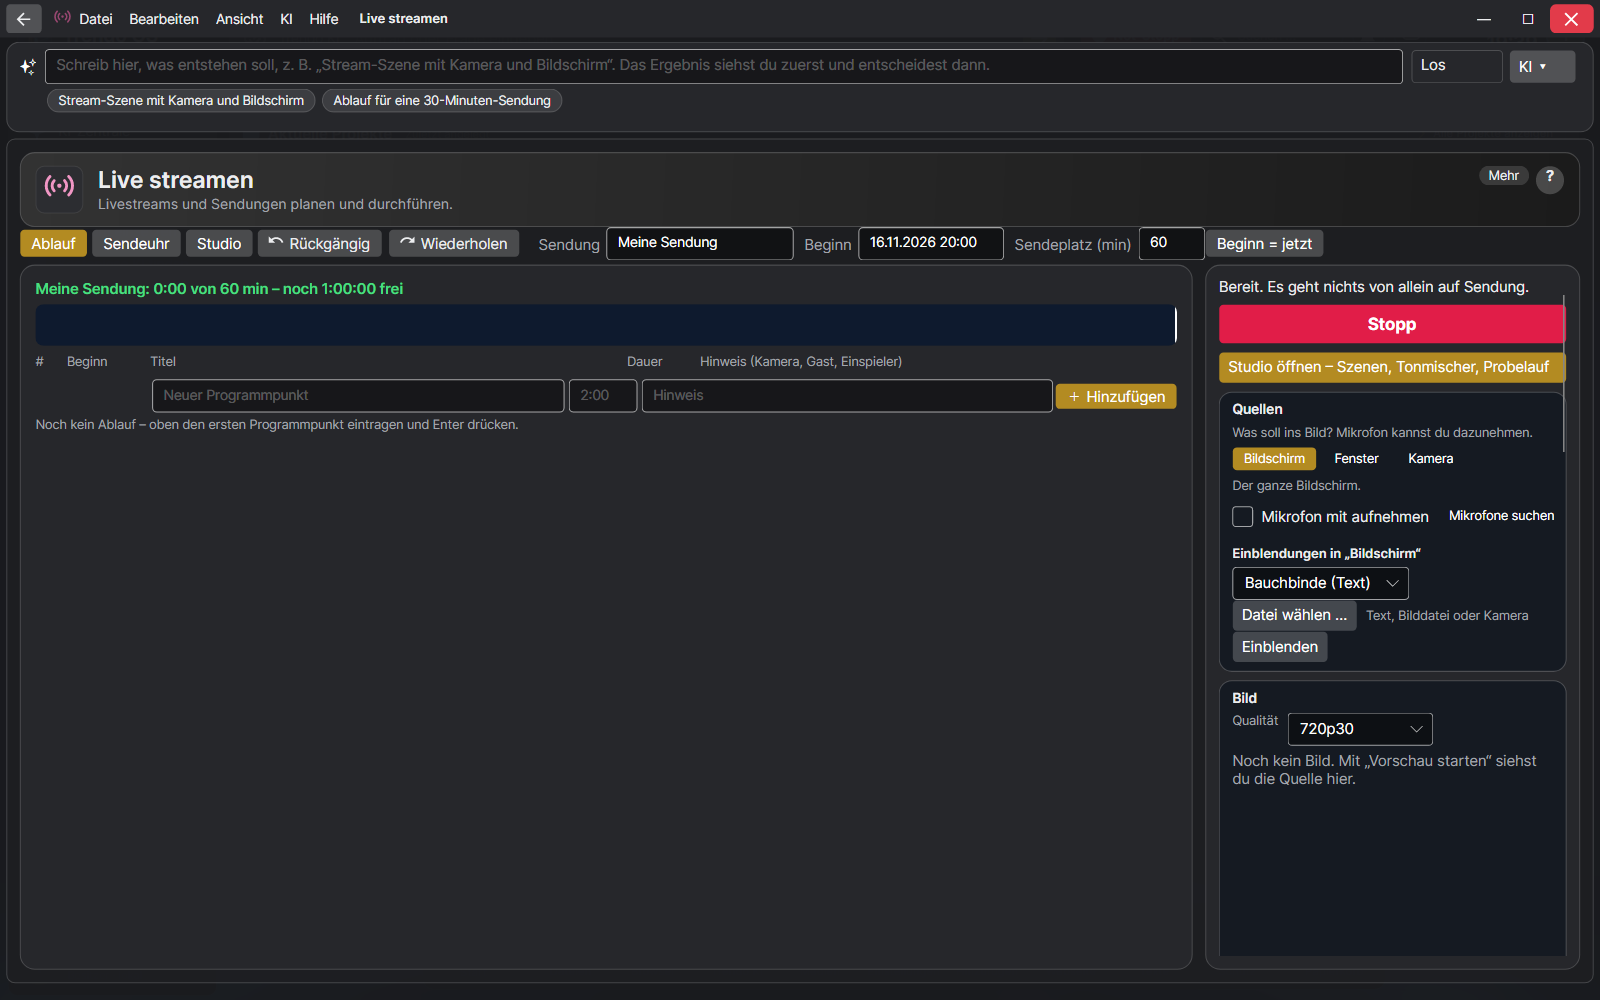 Datei Bearbeiten Ansicht KI Hilfe Live streamen
Schreib hier, was entstehen soll, z. B. „Stream-Szene mit Kamera und Bildschirm“. Das Ergebnis siehst du zuerst und entscheidest dann.
Los
KI
Stream-Szene mit Kamera und Bildschirm
Ablauf für eine 30-Minuten-Sendung
Live streamen
Livestreams und Sendungen planen und durchführen.
Mehr
?
Ablauf Sendeuhr Studio Rückgängig Wiederholen Sendung Meine Sendung Beginn 16.11.2026 20:00 Sendeplatz (min) 60 Beginn = jetzt
Meine Sendung: 0:00 von 60 min – noch 1:00:00 frei
# Beginn Titel Dauer Hinweis (Kamera, Gast, Einspieler)
Neuer Programmpunkt 2:00 Hinweis + Hinzufügen
Noch kein Ablauf – oben den ersten Programmpunkt eintragen und Enter drücken.
Bereit. Es geht nichts von allein auf Sendung.
Stopp
Studio öffnen – Szenen, Tonmischer, Probelauf
Quellen
Was soll ins Bild? Mikrofon kannst du dazunehmen.
Bildschirm Fenster Kamera
Der ganze Bildschirm.
Mikrofon mit aufnehmen Mikrofone suchen
Einblendungen in „Bildschirm“
Bauchbinde (Text)
Datei wählen ... Text, Bilddatei oder Kamera
Einblenden
Bild
Qualität 720p30
Noch kein Bild. Mit „Vorschau starten“ siehst
du die Quelle hier.